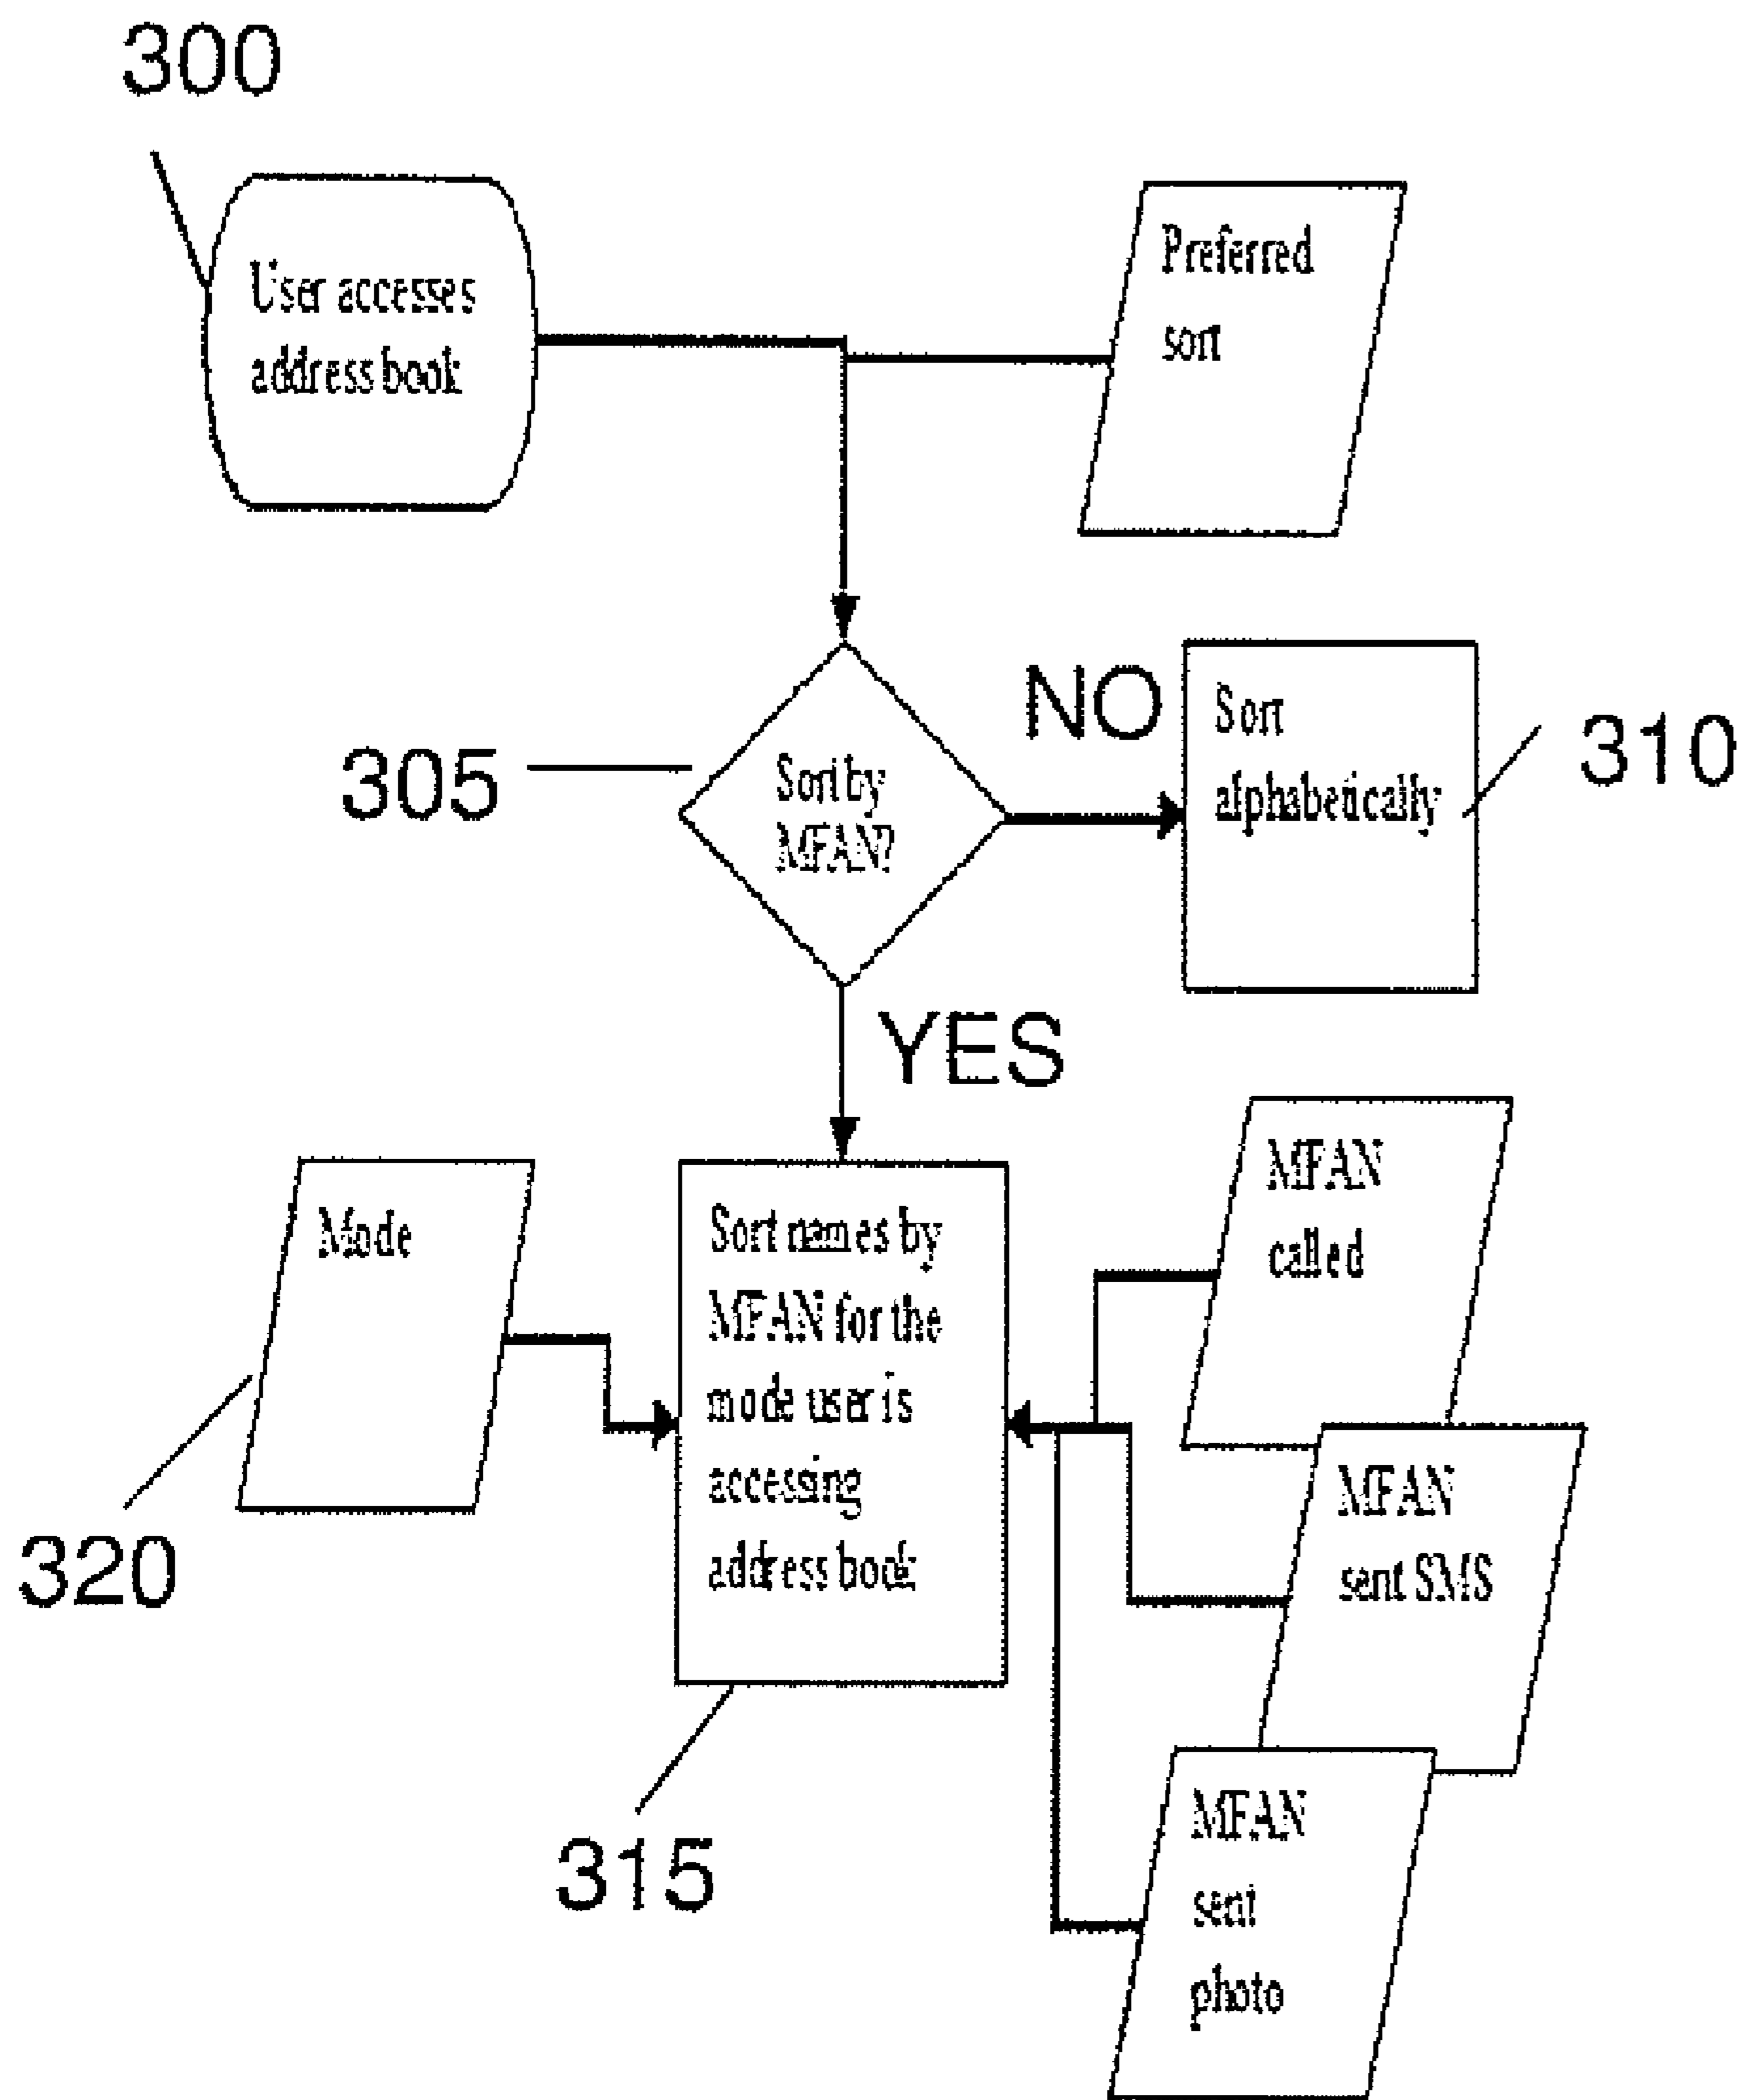 300
User accesses
address book
Preferred
sort
305
Sort by
MFAN?
NO
Sort
alphabetically
310
YES
Mode
320
Sort names by
MFAN for the
mode user is
accessing
address book
315
MFAN
called
MFAN
sent SMS
MFAN
sent
photo